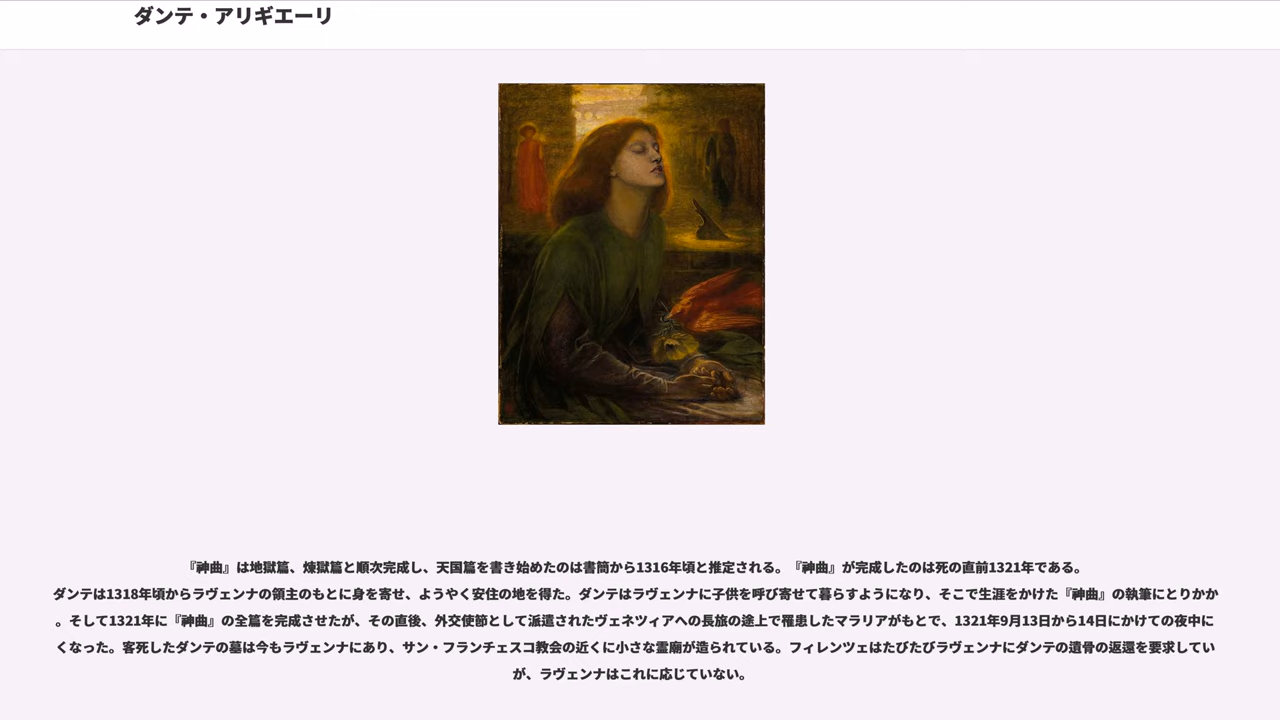 ダンテ・アリギエーリ
『神曲』は地獄篇、煉獄篇と順次完成し、天国篇を書き始めたのは書簡から1316年頃と推定される。『神曲』が完成したのは死の直前1321年である。
ダンテは1318年頃からラヴェンナの領主のもとに身を寄せ、ようやく安住の地を得た。ダンテはラヴェンナに子供を呼び寄せて暮らすようになり、そこで生涯をかけた『神曲』の執筆にとりかか
。そして1321年に『神曲』の全篇を完成させたが、その直後、外交使節として派遣されたヴェネツィアへの長旅の途上で罹患したマラリアがもとで、1321年9月13日から14日にかけての夜中に
くなった。客死したダンテの墓は今もラヴェンナにあり、サン・フランチェスコ教会の近くに小さな霊廟が造られている。フィレンツェはたびたびラヴェンナにダンテの遺骨の返還を要求してい
が、ラヴェンナはこれに応じていない。